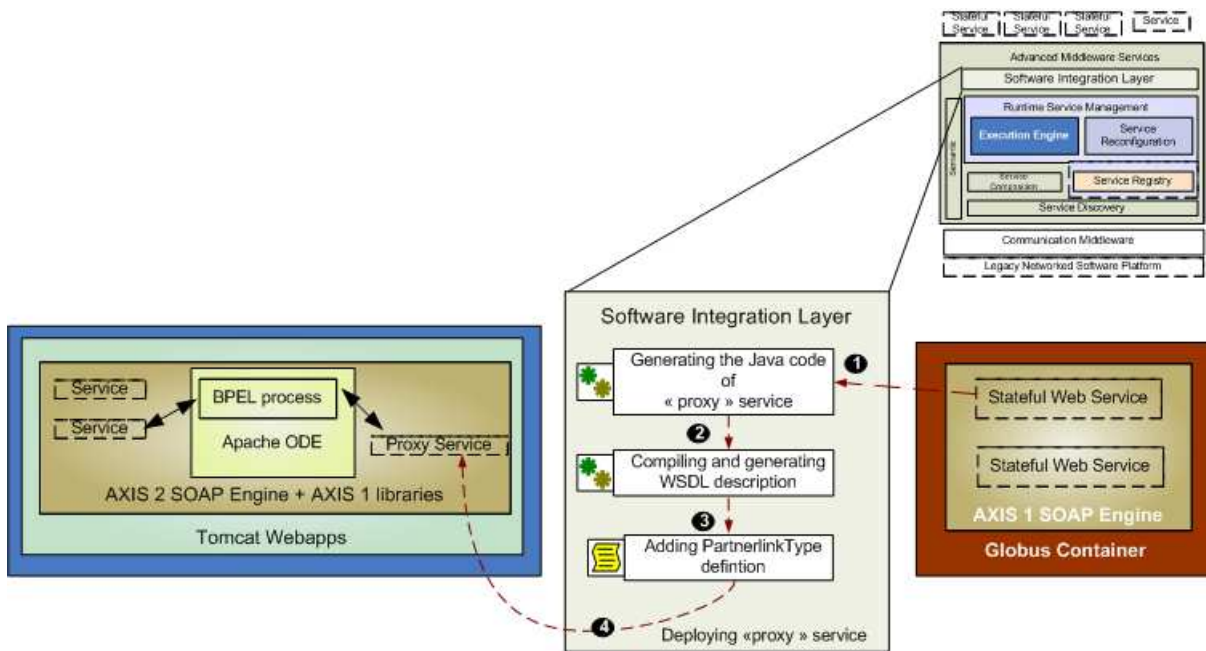 Stateful
Service
Stateful
Service
Stateful
Service
Service
Advanced Middleware Services
Software Integration Layer
Runtime Service Management
Execution Engine
Service
Reconfiguration
Semantic
Service
Composition
Service Registry
Service Discovery
Communication Middleware
Legacy Networked Software Platform
Software Integration Layer
1
Generating the Java code
of
« proxy » service
2
Compiling and generating
WSDL description
3
Adding PartnerlinkType
defintion
4
Deploying «proxy » service
Service
Service
BPEL process
Apache ODE
Proxy Service
AXIS 2 SOAP Engine + AXIS 1 libraries
Tomcat Webapps
Stateful Web Service
Stateful Web Service
AXIS 1 SOAP Engine
Globus Container